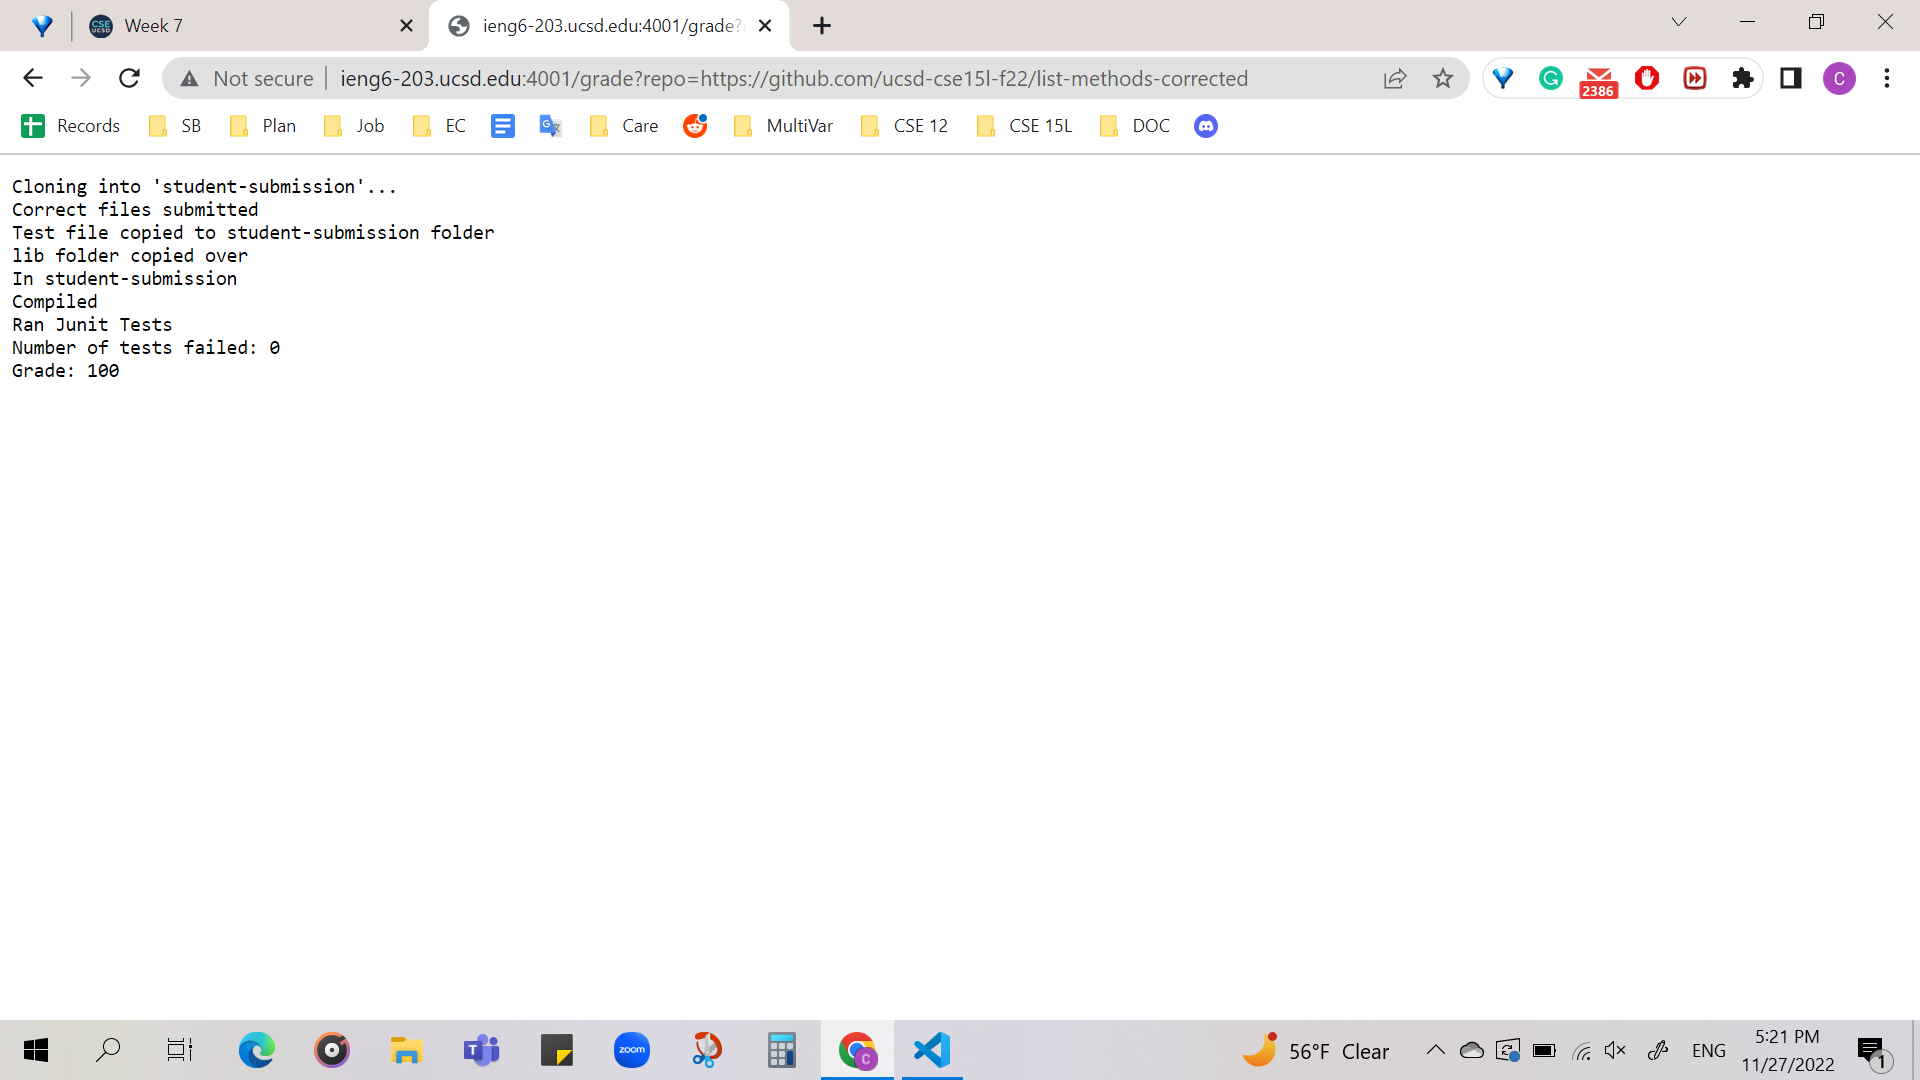 CSE UCSD Week 7
ieng6-203.ucsd.edu:4001/grade?
Not secure ieng6-203.ucsd.edu:4001/grade?repo=https://github.com/ucsd-cse15l-f22/list-methods-corrected
2386
C
Records SB Plan Job EC Care MultiVar CSE 12 CSE 15L DOC
Cloning into 'student-submission'...
Correct files submitted
Test file copied to student-submission folder
lib folder copied over
In student-submission
Compiled
Ran Junit Tests
Number of tests failed: 0
Grade: 100
zoom
C
56°F Clear
ENG
5:21 PM
11/27/2022
1